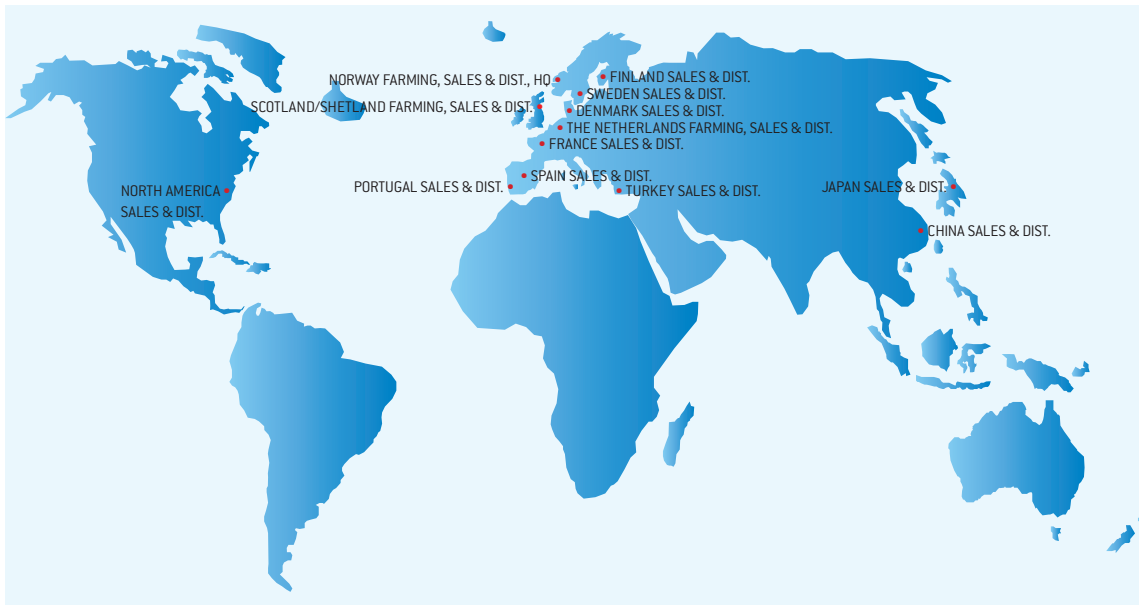 NORWAY FARMING, SALES & DIST., HQ
FINLAND SALES & DIST.
SWEDEN SALES & DIST.
SCOTLAND/SHETLAND FARMING, SALES & DIST.
DENMARK SALES & DIST.
THE NETHERLANDS FARMING, SALES & DIST.
FRANCE SALES & DIST.
SPAIN SALES & DIST.
PORTUGAL SALES & DIST.
TURKEY SALES & DIST.
JAPAN SALES & DIST.
NORTH AMERICA
SALES & DIST.
CHINA SALES & DIST.